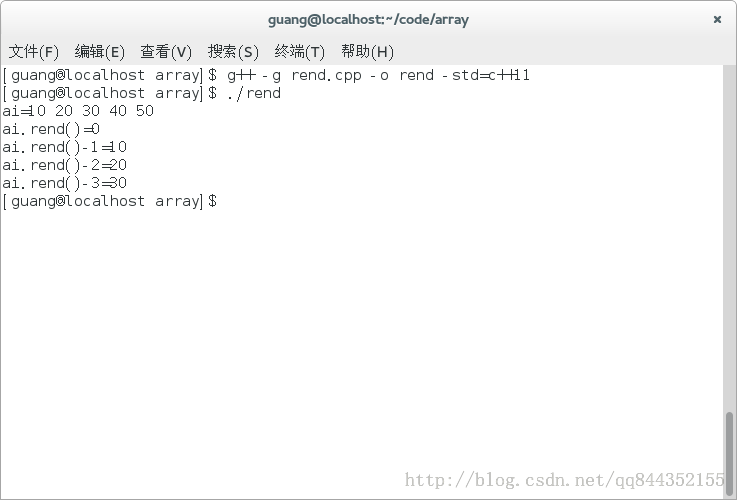 guang@localhost:~/code/array
文件(F) 编辑(E) 查看(V) 搜索(S) 终端(T) 帮助(H)
[guang@localhost array]$ g++ -g rend.cpp -o rend -std=c++11
[guang@localhost array]$ ./rend
ai=10 20 30 40 50
ai.rend()=0
ai.rend()-1=10
ai.rend()-2=20
ai.rend()-3=30
[guang@localhost array]$
http://blog.csdn.net/qq844352155